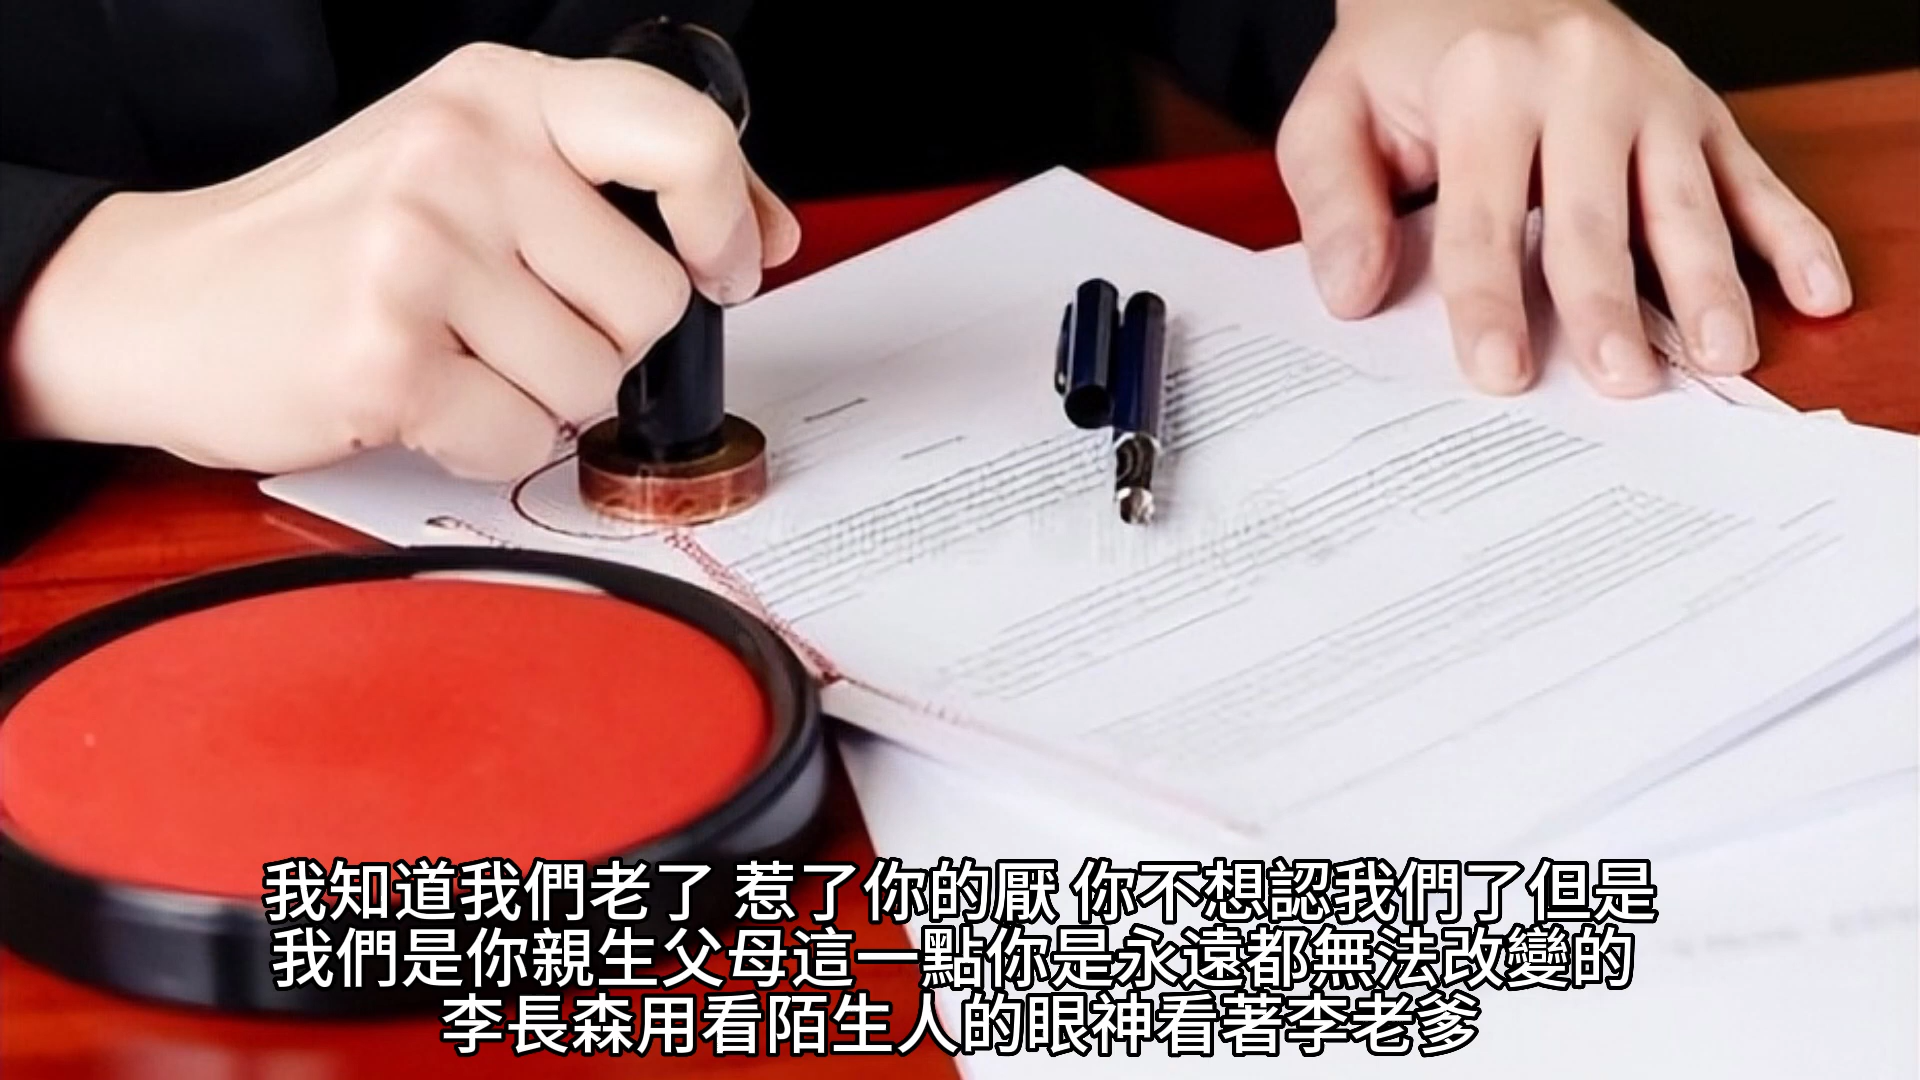 我知道我們老了 惹了你的厭 你不想認我們了但是
我們是你親生父母這一點你是永遠都無法改變的
李長森用看陌生人的眼神看著李老爹